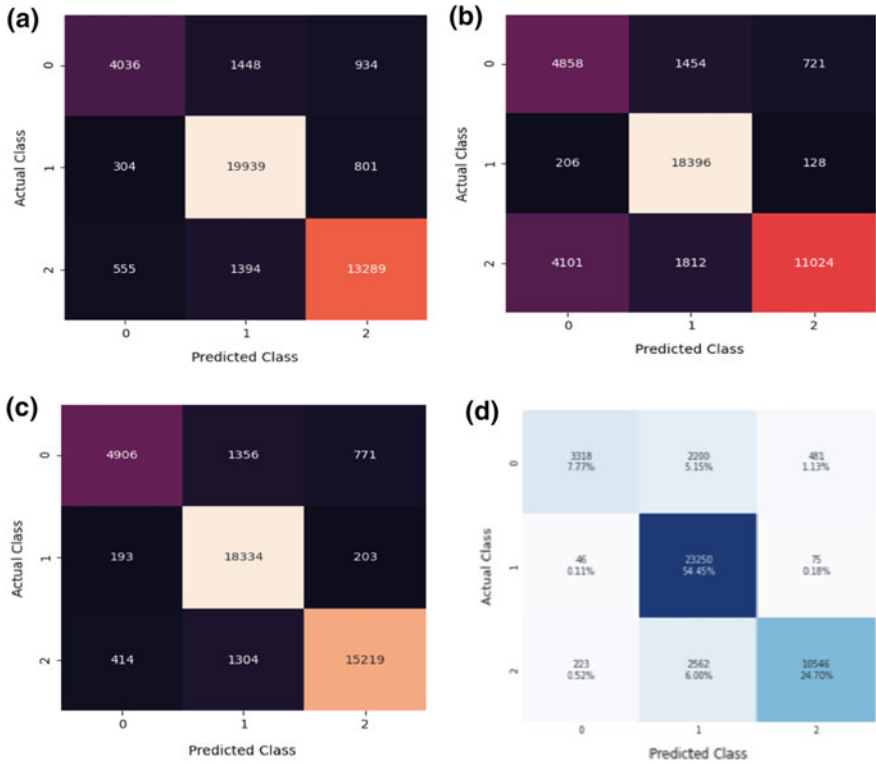 (a)
0 4036 1448 934
1 304 19939 801
2 555 1394 13289
0 1 2
Actual Class
Predicted Class
(b)
0 4858 1454 721
1 206 18396 128
2 4101 1812 11024
0 1 2
Actual Class
Predicted Class
(c)
0 4906 1356 771
1 193 18334 203
2 414 1304 15219
0 1 2
Actual Class
Predicted Class
(d)
0 3318 2200 481
7.77% 5.15% 1.13%
1 46 23250 75
0.11% 54.45% 0.18%
2 223 2562 10546
0.52% 6.00% 24.70%
0 1 2
Actual Class
Predicted Class